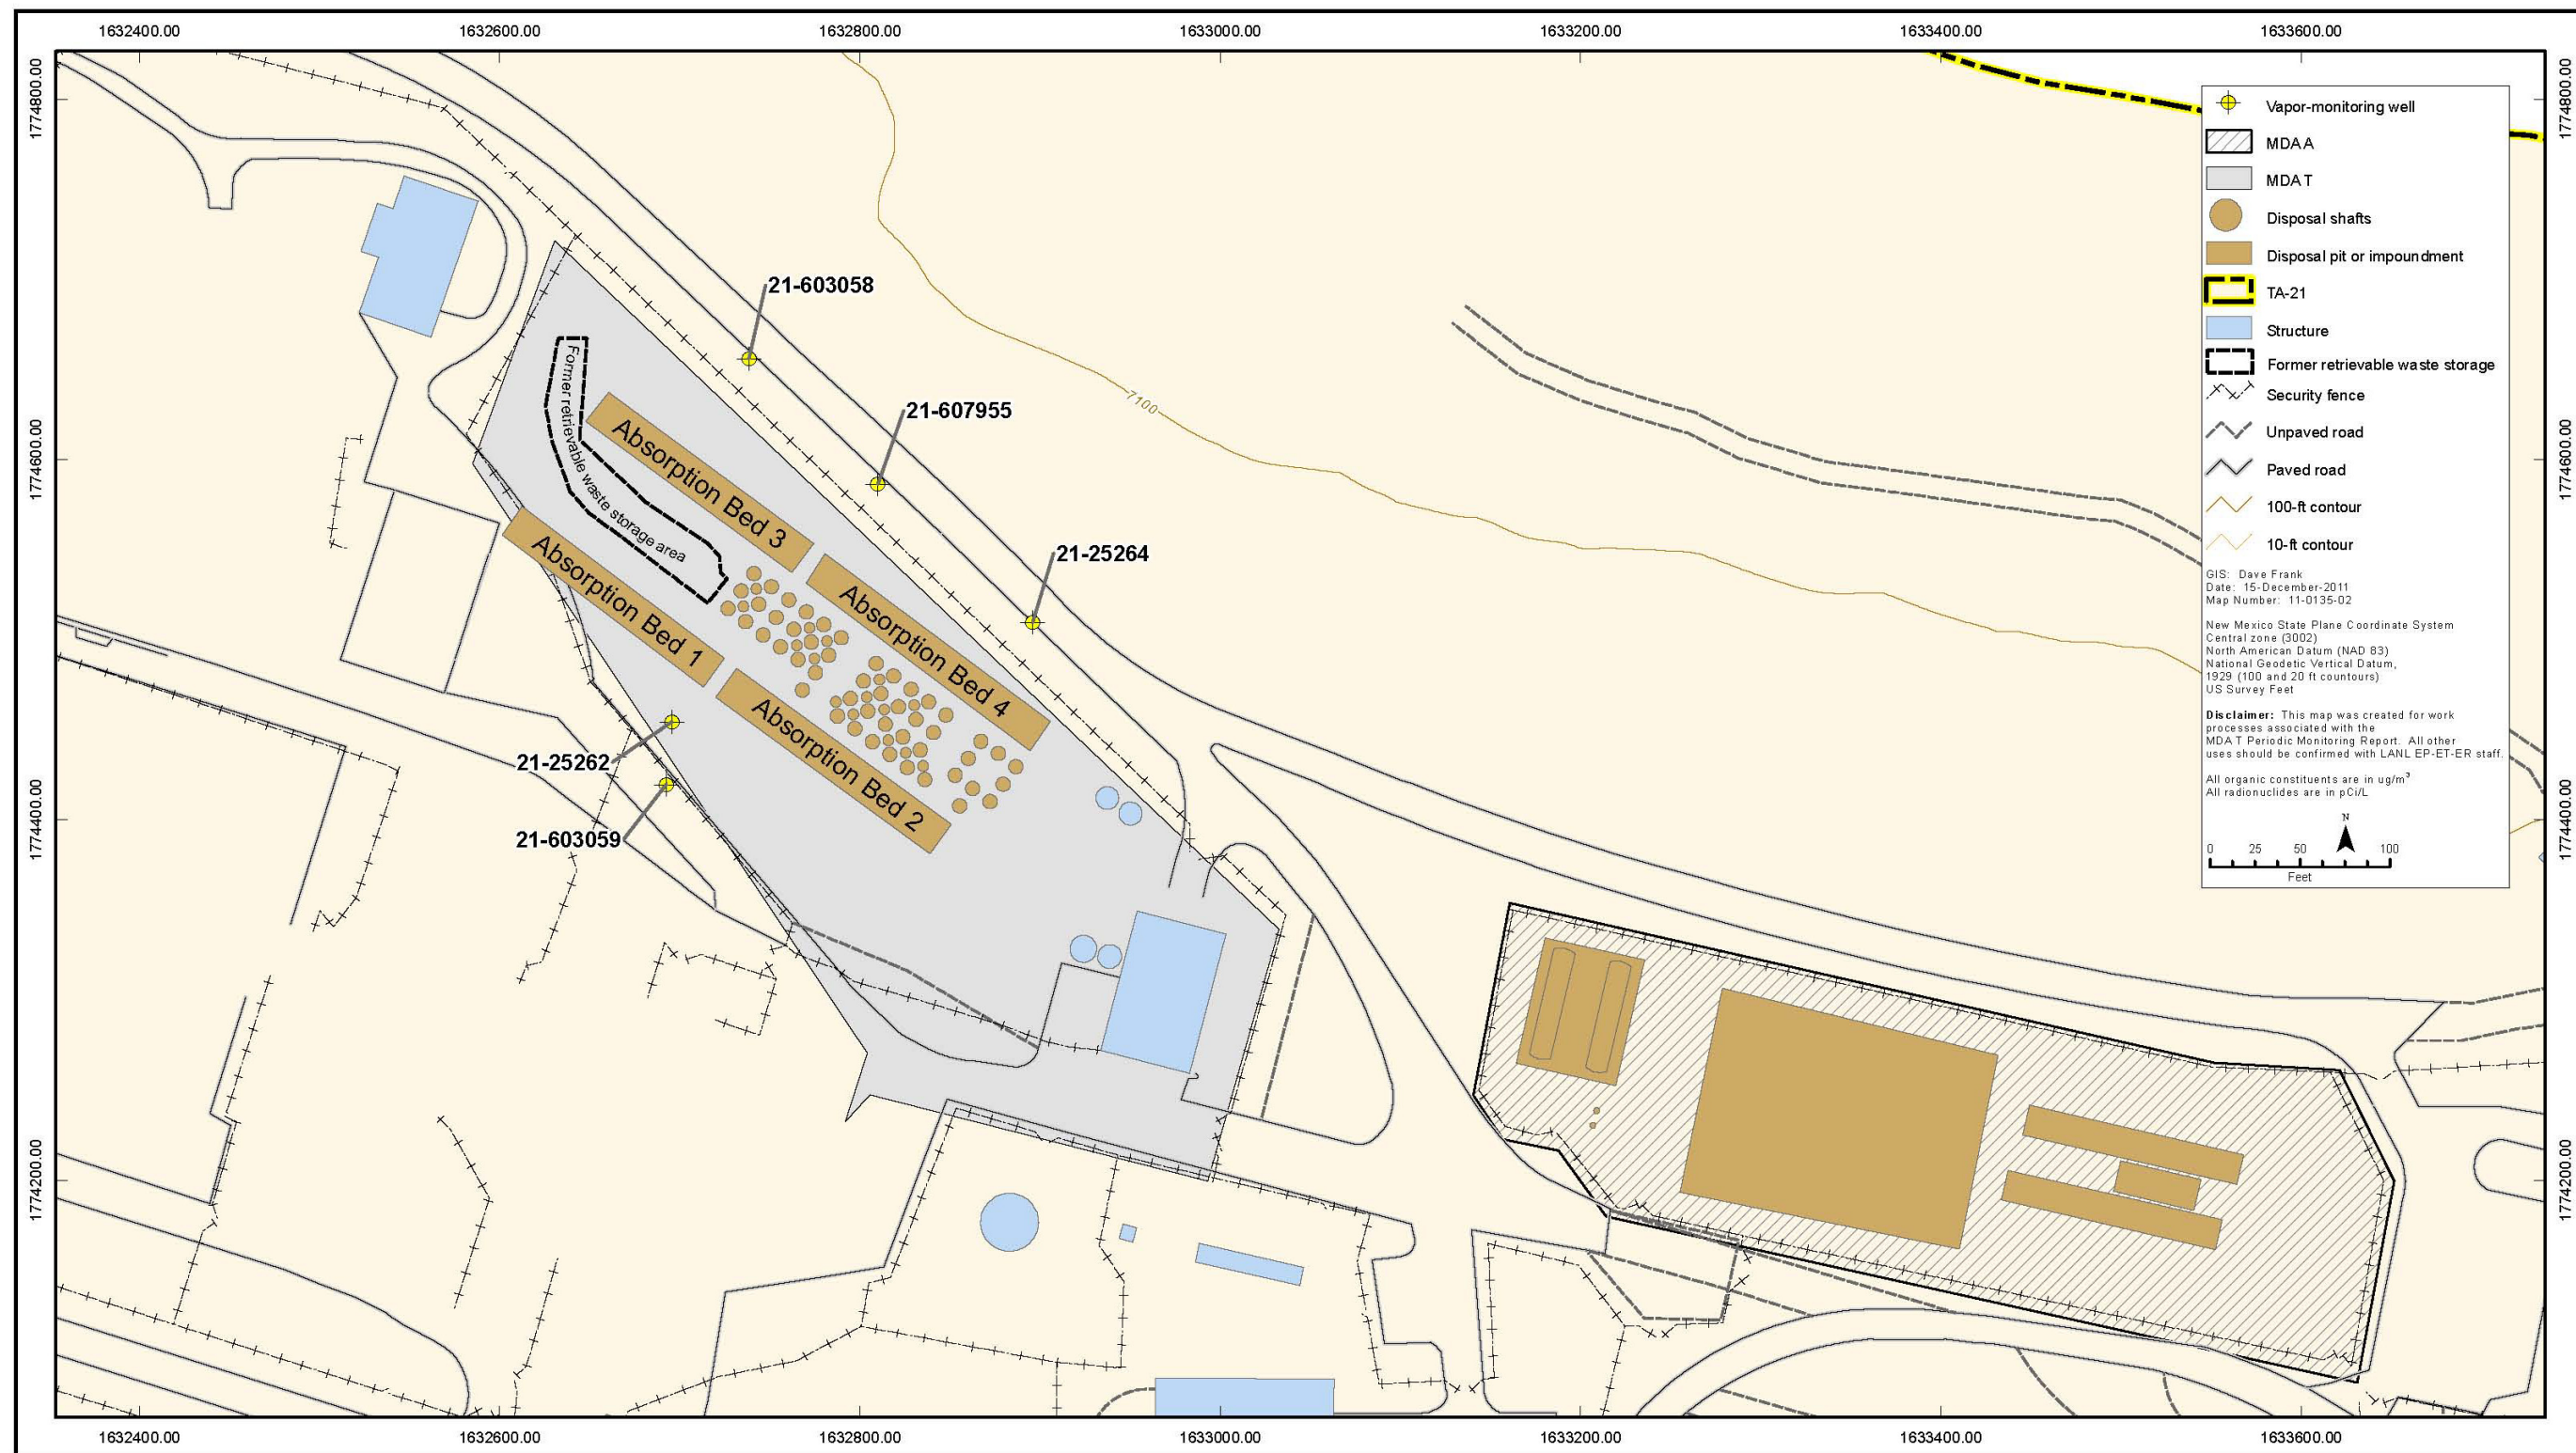 1632400.00
1632600.00
1632800.00
1633000.00
1633200.00
1633400.00
1633600.00
1774800.00
1774600.00
1774400.00
1774200.00
21-603058
21-607955
21-25264
21-25262
21-603059
Former retrievable waste storage area
Absorption Bed 3
Absorption Bed 1
Absorption Bed 4
Absorption Bed 2
7100
Vapor-monitoring well
MDA A
MDA T
Disposal shafts
Disposal pit or impoundment
TA-21
Structure
Former retrievable waste storage
Security fence
Unpaved road
Paved road
100-ft contour
10-ft contour
GIS: Dave Frank
Date: 15-December-2011
Map Number: 11-0135-02
New Mexico State Plane Coordinate System
Central zone (3002)
North American Datum (NAD 83)
National Geodetic Vertical Datum,
1929 (100 and 20 ft countours)
US Survey Feet
Disclaimer: This map was created for work
processes associated with the
MDA T Periodic Monitoring Report. All other
uses should be confirmed with LANL EP-ET-ER staff.
All organic constituents are in ug/m³
All radionuclides are in pCi/L
N
0 25 50 100
Feet
1774800.00
1774600.00
1774400.00
1774200.00
1632400.00
1632600.00
1632800.00
1633000.00
1633200.00
1633400.00
1633600.00